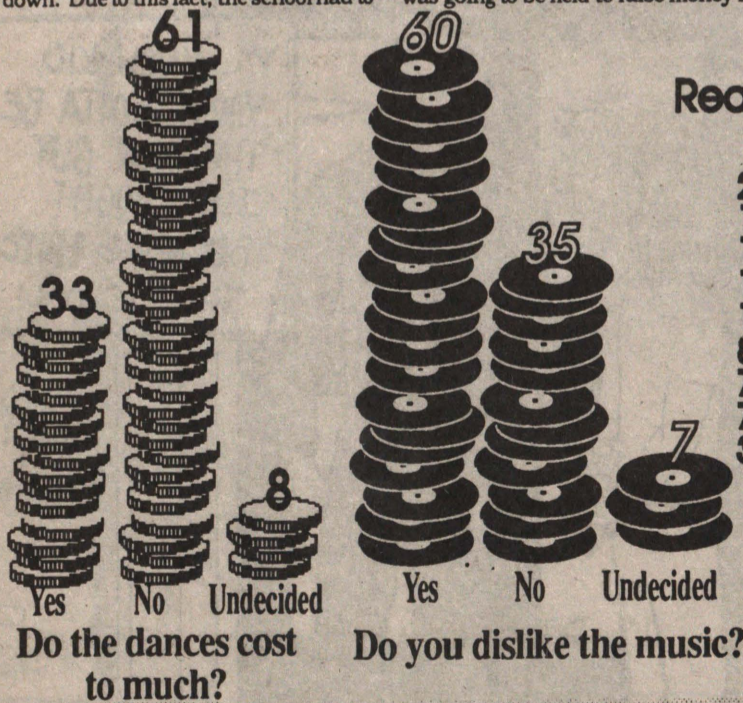 down. Due to this fact, the school had to
was going to be held to raise money
61
33
8
Yes No Undecided
Do the dances cost
to much?
60
35
7
Yes No Undecided
Do you dislike the music?